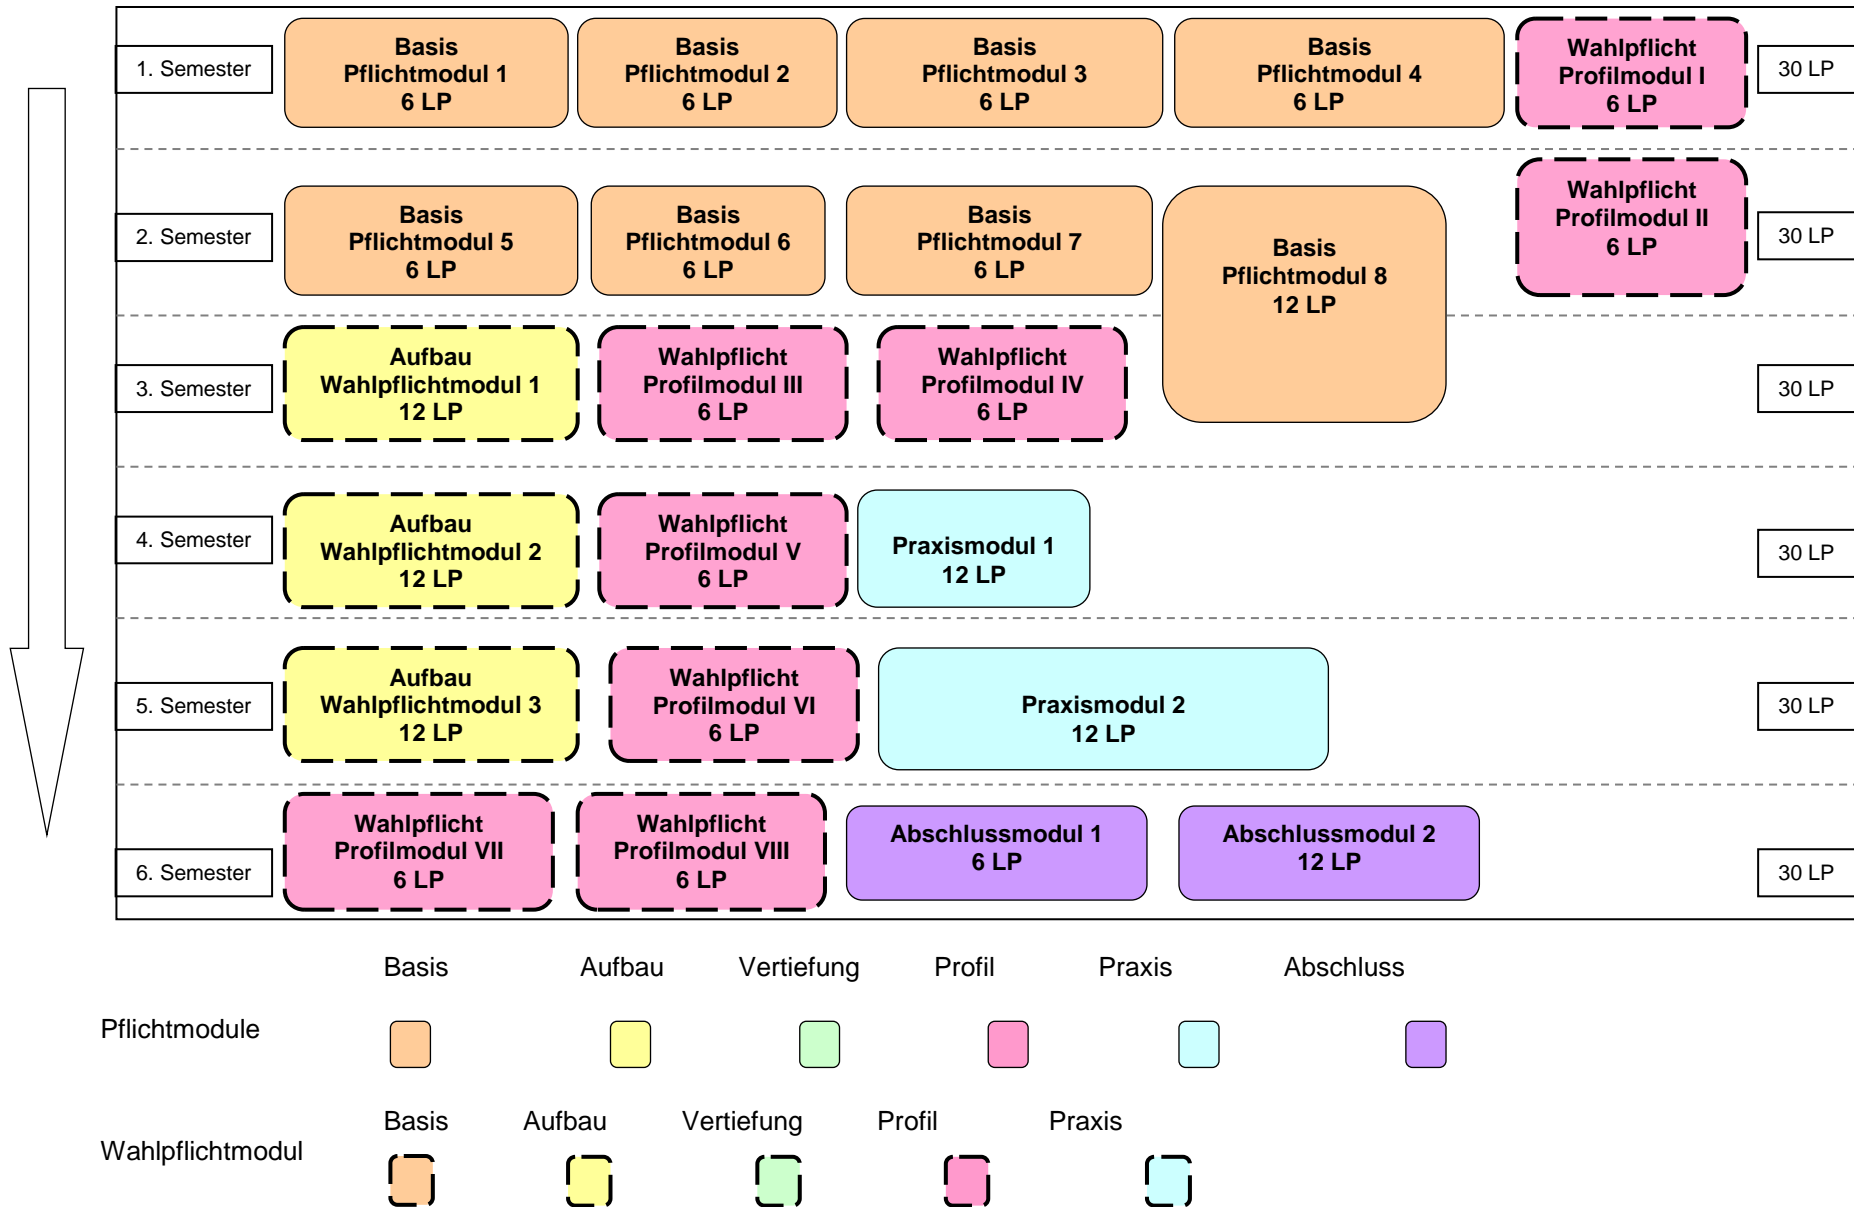 1. Semester
Basis
Pflichtmodul 1
6 LP
Basis
Pflichtmodul 2
6 LP
Basis
Pflichtmodul 3
6 LP
Basis
Pflichtmodul 4
6 LP
Wahlpflicht
Profilmodul I
6 LP
30 LP
2. Semester
Basis
Pflichtmodul 5
6 LP
Basis
Pflichtmodul 6
6 LP
Basis
Pflichtmodul 7
6 LP
Basis
Pflichtmodul 8
12 LP
Wahlpflicht
Profilmodul II
6 LP
30 LP
3. Semester
Aufbau
Wahlpflichtmodul 1
12 LP
Wahlpflicht
Profilmodul III
6 LP
Wahlpflicht
Profilmodul IV
6 LP
30 LP
4. Semester
Aufbau
Wahlpflichtmodul 2
12 LP
Wahlpflicht
Profilmodul V
6 LP
Praxismodul 1
12 LP
30 LP
5. Semester
Aufbau
Wahlpflichtmodul 3
12 LP
Wahlpflicht
Profilmodul VI
6 LP
Praxismodul 2
12 LP
30 LP
6. Semester
Wahlpflicht
Profilmodul VII
6 LP
Wahlpflicht
Profilmodul VIII
6 LP
Abschlussmodul 1
6 LP
Abschlussmodul 2
12 LP
30 LP
Basis Aufbau Vertiefung Profil Praxis Abschluss
Pflichtmodule
Basis Aufbau Vertiefung Profil Praxis
Wahlpflichtmodul